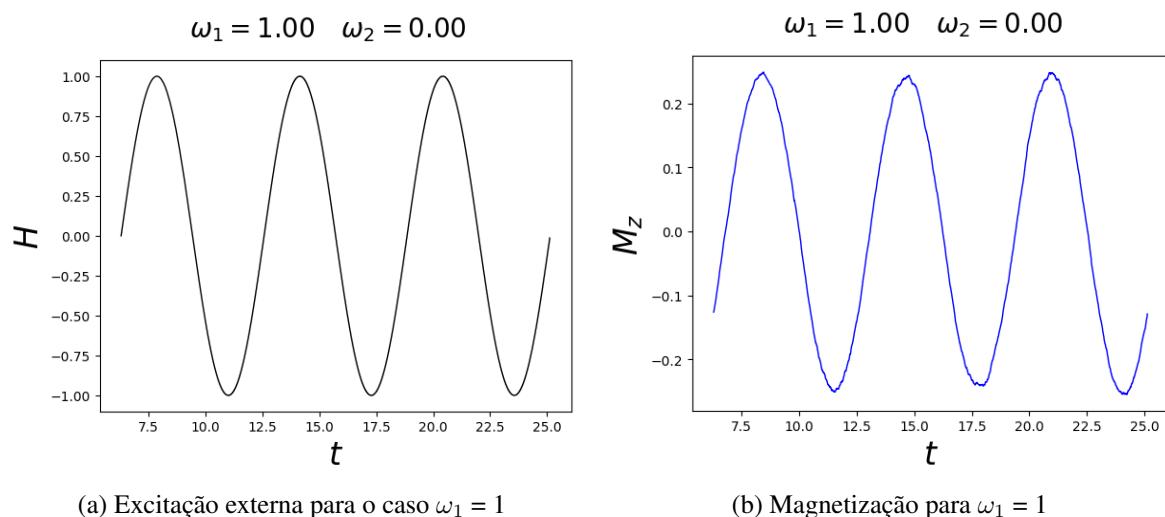 ω₁ = 1.00 ω₂ = 0.00
1.00
0.75
0.50
0.25
0.00
−0.25
−0.50
−0.75
−1.00
H
7.5 10.0 12.5 15.0 17.5 20.0 22.5 25.0
t
(a) Excitação externa para o caso ω₁ = 1
ω₁ = 1.00 ω₂ = 0.00
0.2
0.1
0.0
−0.1
−0.2
M_z
7.5 10.0 12.5 15.0 17.5 20.0 22.5 25.0
t
(b) Magnetização para ω₁ = 1